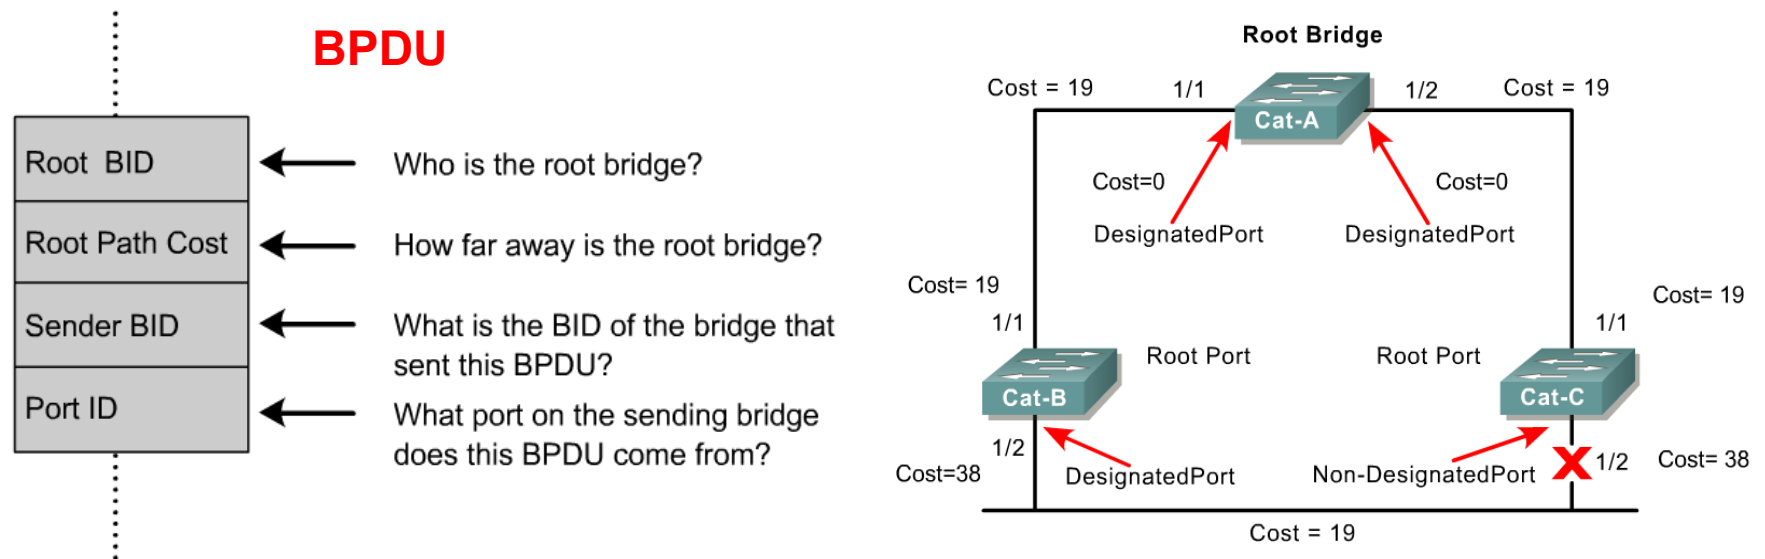 BPDU
Root BID
Who is the root bridge?
Root Path Cost
How far away is the root bridge?
Sender BID
What is the BID of the bridge that
sent this BPDU?
Port ID
What port on the sending bridge
does this BPDU come from?
Root Bridge
Cost = 19
1/1
1/2
Cost = 19
Cat-A
Cost=0
Cost=0
DesignatedPort
DesignatedPort
Cost= 19
Cost= 19
1/1
1/1
Root Port
Root Port
Cat-B
Cat-C
1/2
1/2
Cost=38
Cost= 38
DesignatedPort
Non-DesignatedPort
Cost = 19